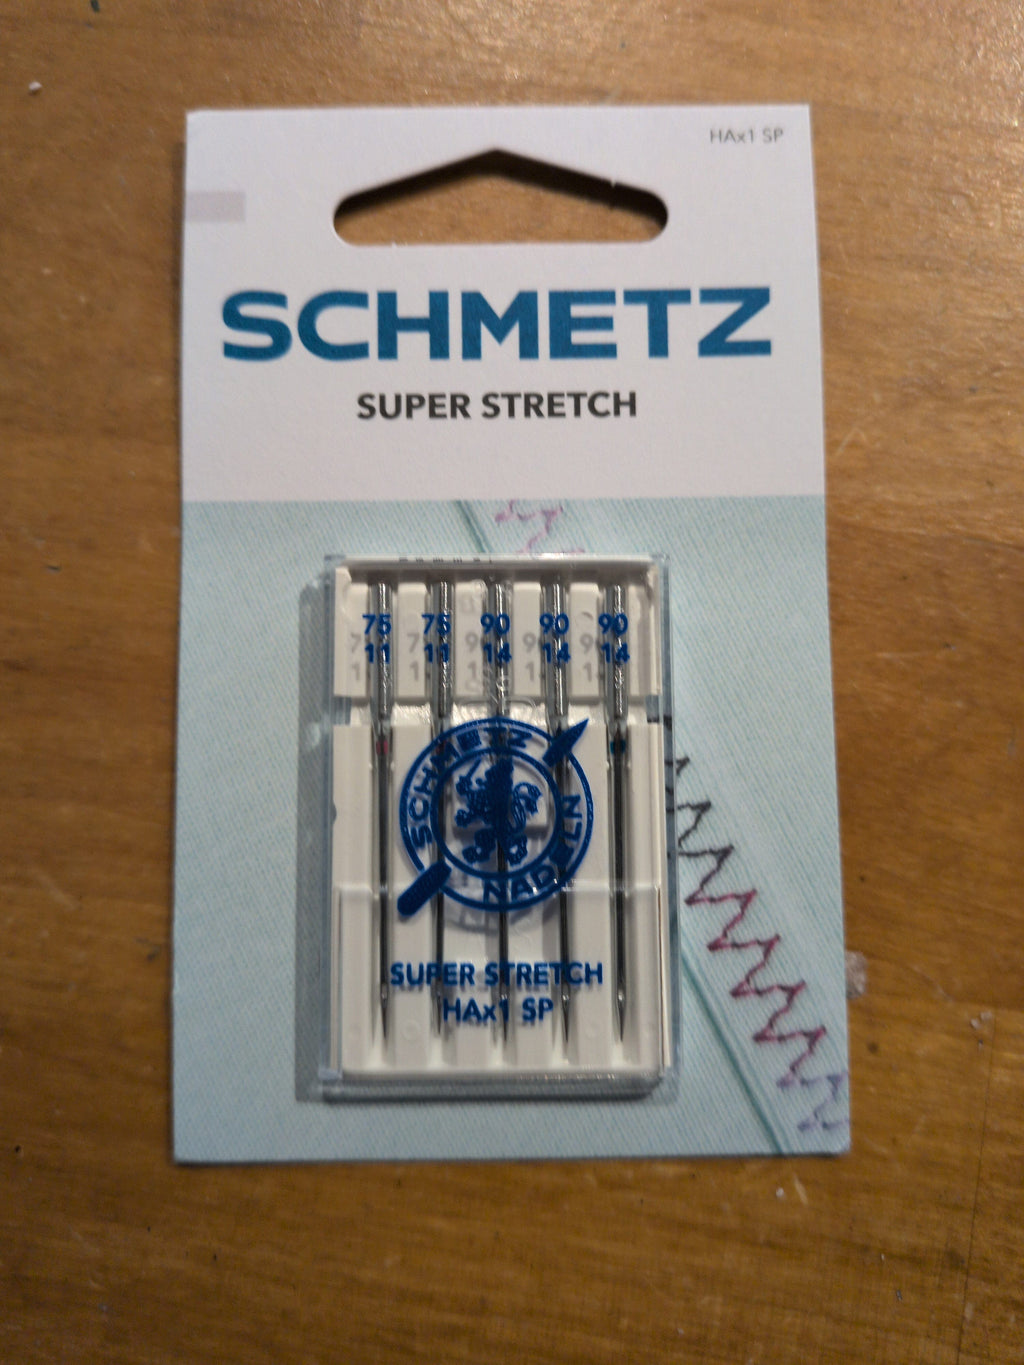 HAx1 SP
SCHMETZ
SUPER STRETCH
75 75 90 90 90
11 11 14 14 14
SCHMETZ
NADELN
SUPER STRETCH
HAx1 SP